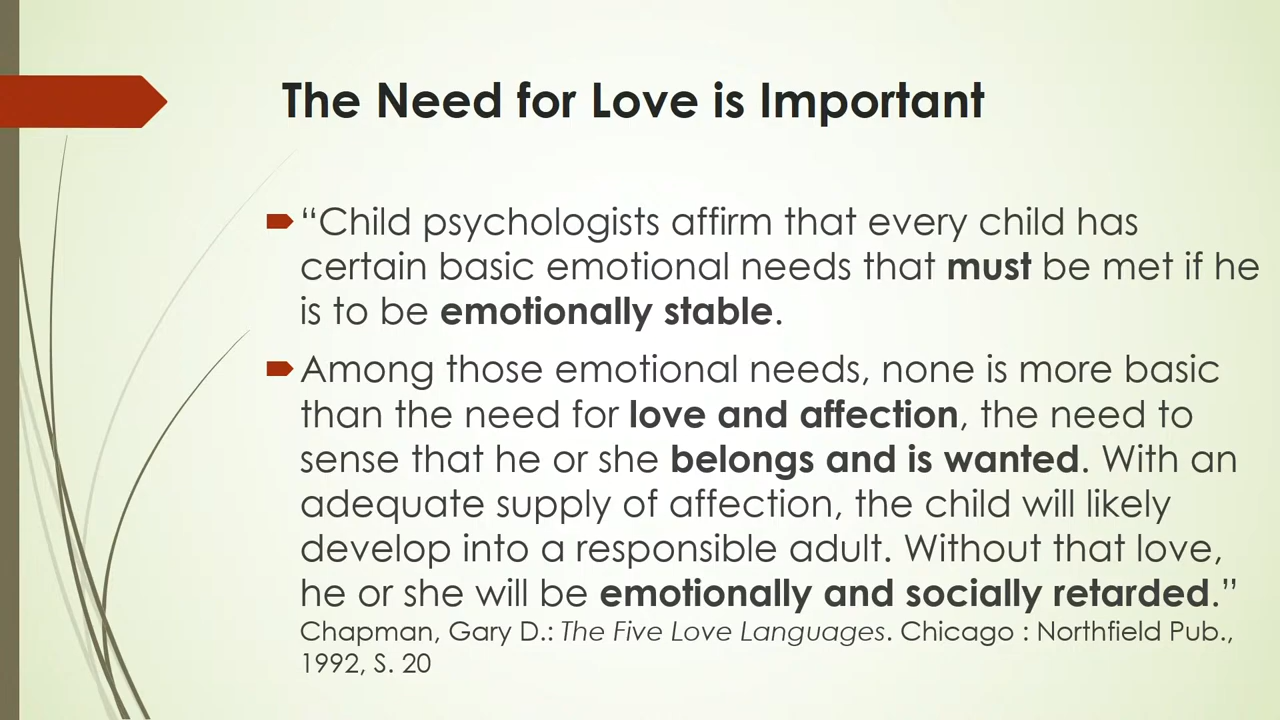 The Need for Love is Important
“Child psychologists affirm that every child has
certain basic emotional needs that must be met if he
is to be emotionally stable.
Among those emotional needs, none is more basic
than the need for love and affection, the need to
sense that he or she belongs and is wanted. With an
adequate supply of affection, the child will likely
develop into a responsible adult. Without that love,
he or she will be emotionally and socially retarded.”
Chapman, Gary D.: The Five Love Languages. Chicago : Northfield Pub.,
1992, S. 20